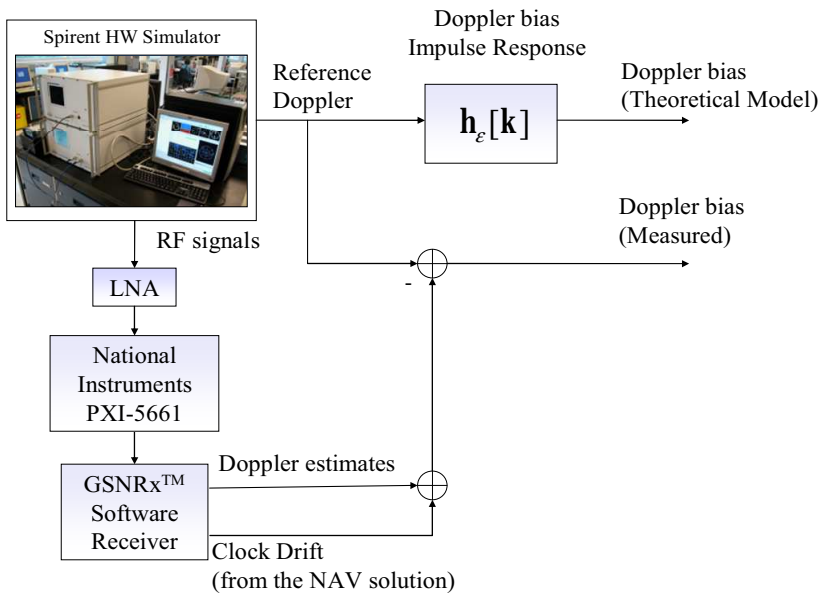 Spirent HW Simulator
Doppler bias
Impulse Response
Reference
Doppler
h_ε[k]
Doppler bias
(Theoretical Model)
Doppler bias
(Measured)
RF signals
-
LNA
National
Instruments
PXI-5661
GSNRx™
Software
Receiver
Doppler estimates
Clock Drift
(from the NAV solution)